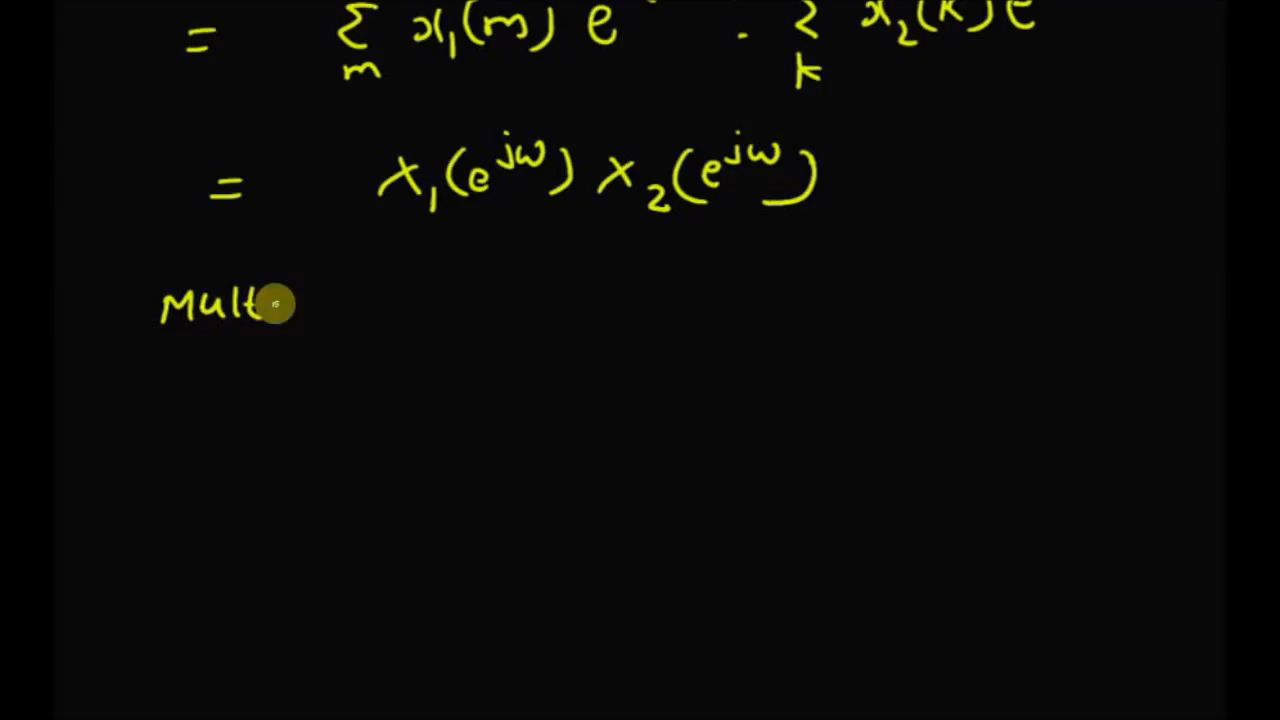 = Σ x₁(m) e . Σ x₂(k) e
m k
= X₁(e^jω) X₂(e^jω)
Mult